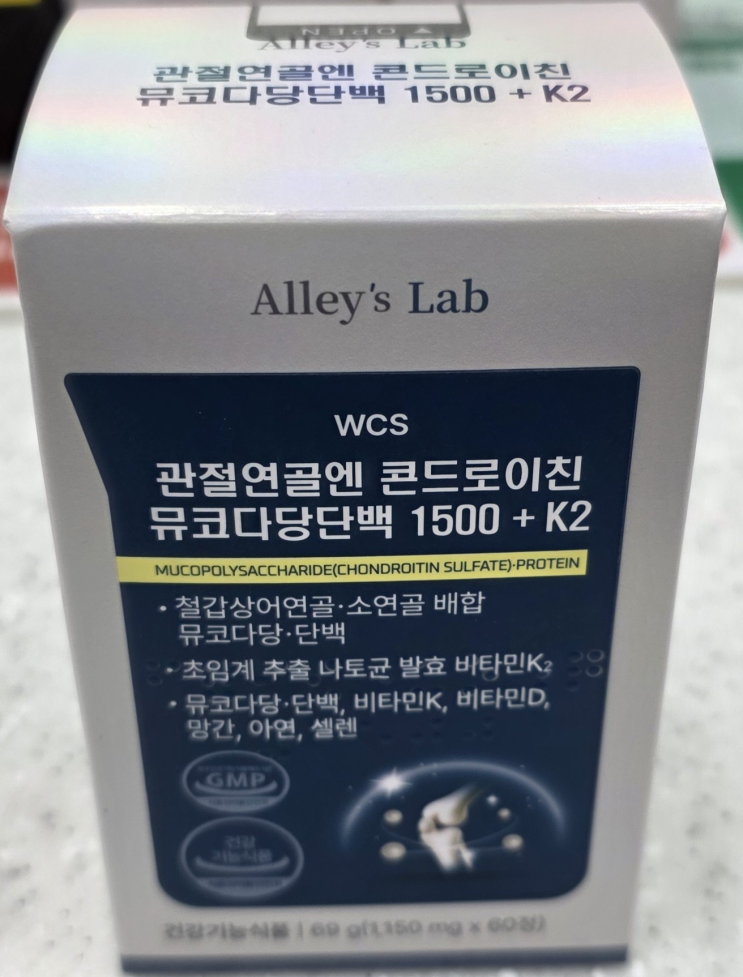 OPEN
Alley's Lab
관절연골엔 콘드로이친
뮤코다당단백 1500 + K2
Alley's Lab
WCS
관절연골엔 콘드로이친
뮤코다당단백 1500 + K2
MUCOPOLYSACCHARIDE(CHONDROITIN SULFATE)·PROTEIN
• 철갑상어연골·소연골 배합
뮤코다당·단백
• 초임계 추출 나토균 발효 비타민K₂
• 뮤코다당·단백, 비타민K, 비타민D,
망간, 아연, 셀렌
GMP
건강
기능식품
건강기능식품 | 69 g(1,150 mg x 60정)